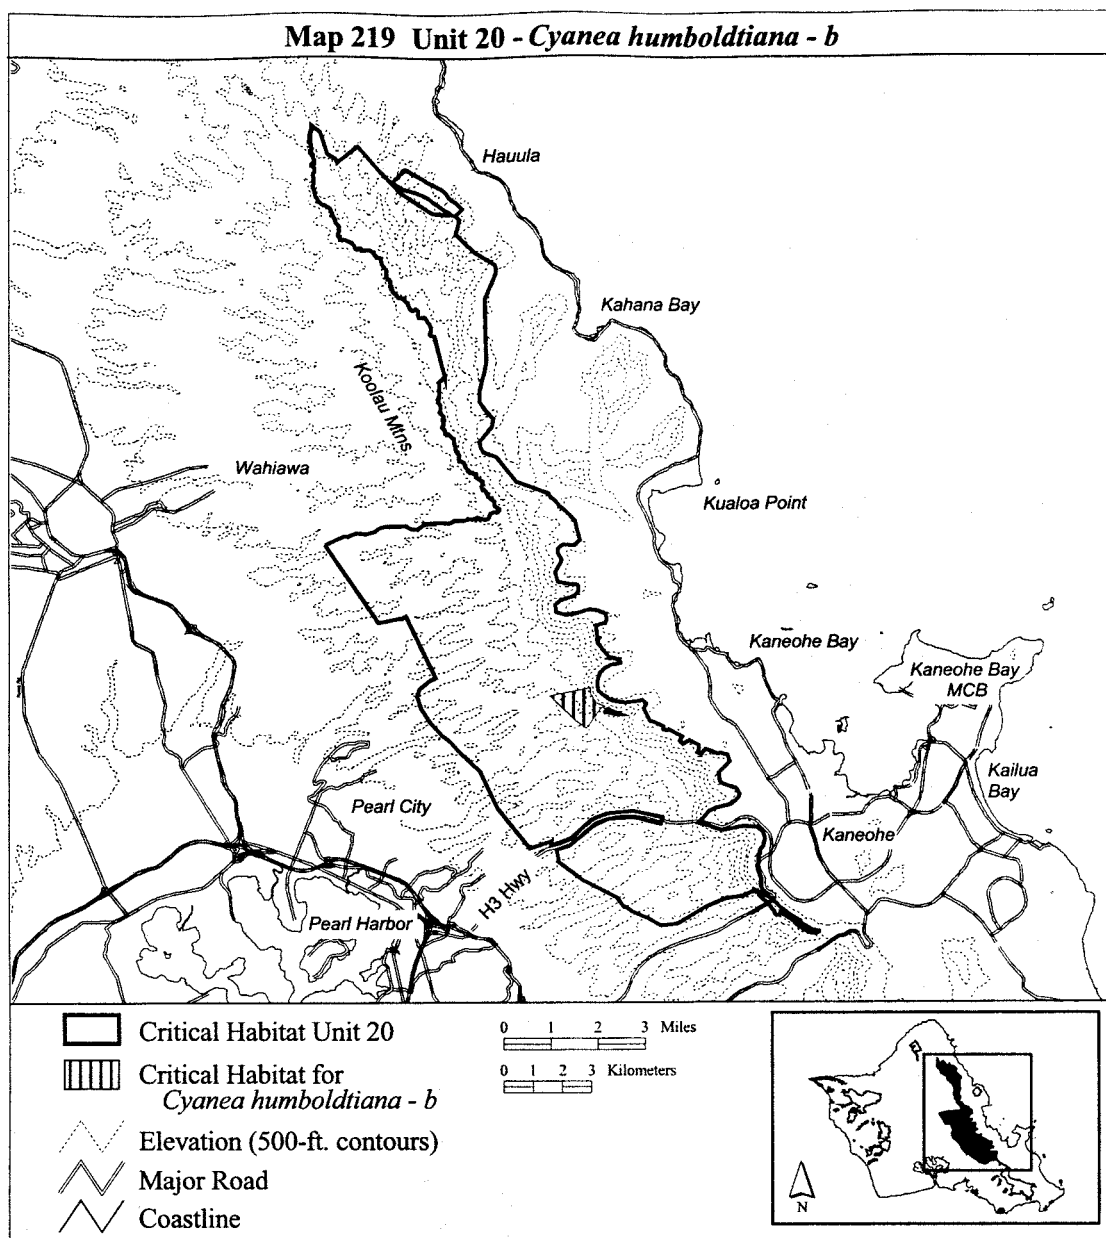 Map 219 Unit 20 - Cyanea humboldtiana - b
Hauula
Kahana Bay
Koolau Mtns.
Wahiawa
Kualoa Point
Kaneohe Bay
Kaneohe Bay
MCB
Kailua
Bay
Pearl City
Kaneohe
H3 Hwy
Pearl Harbor
Critical Habitat Unit 20
Critical Habitat for
Cyanea humboldtiana - b
Elevation (500-ft. contours)
Major Road
Coastline
0 1 2 3 Miles
0 1 2 3 Kilometers
N